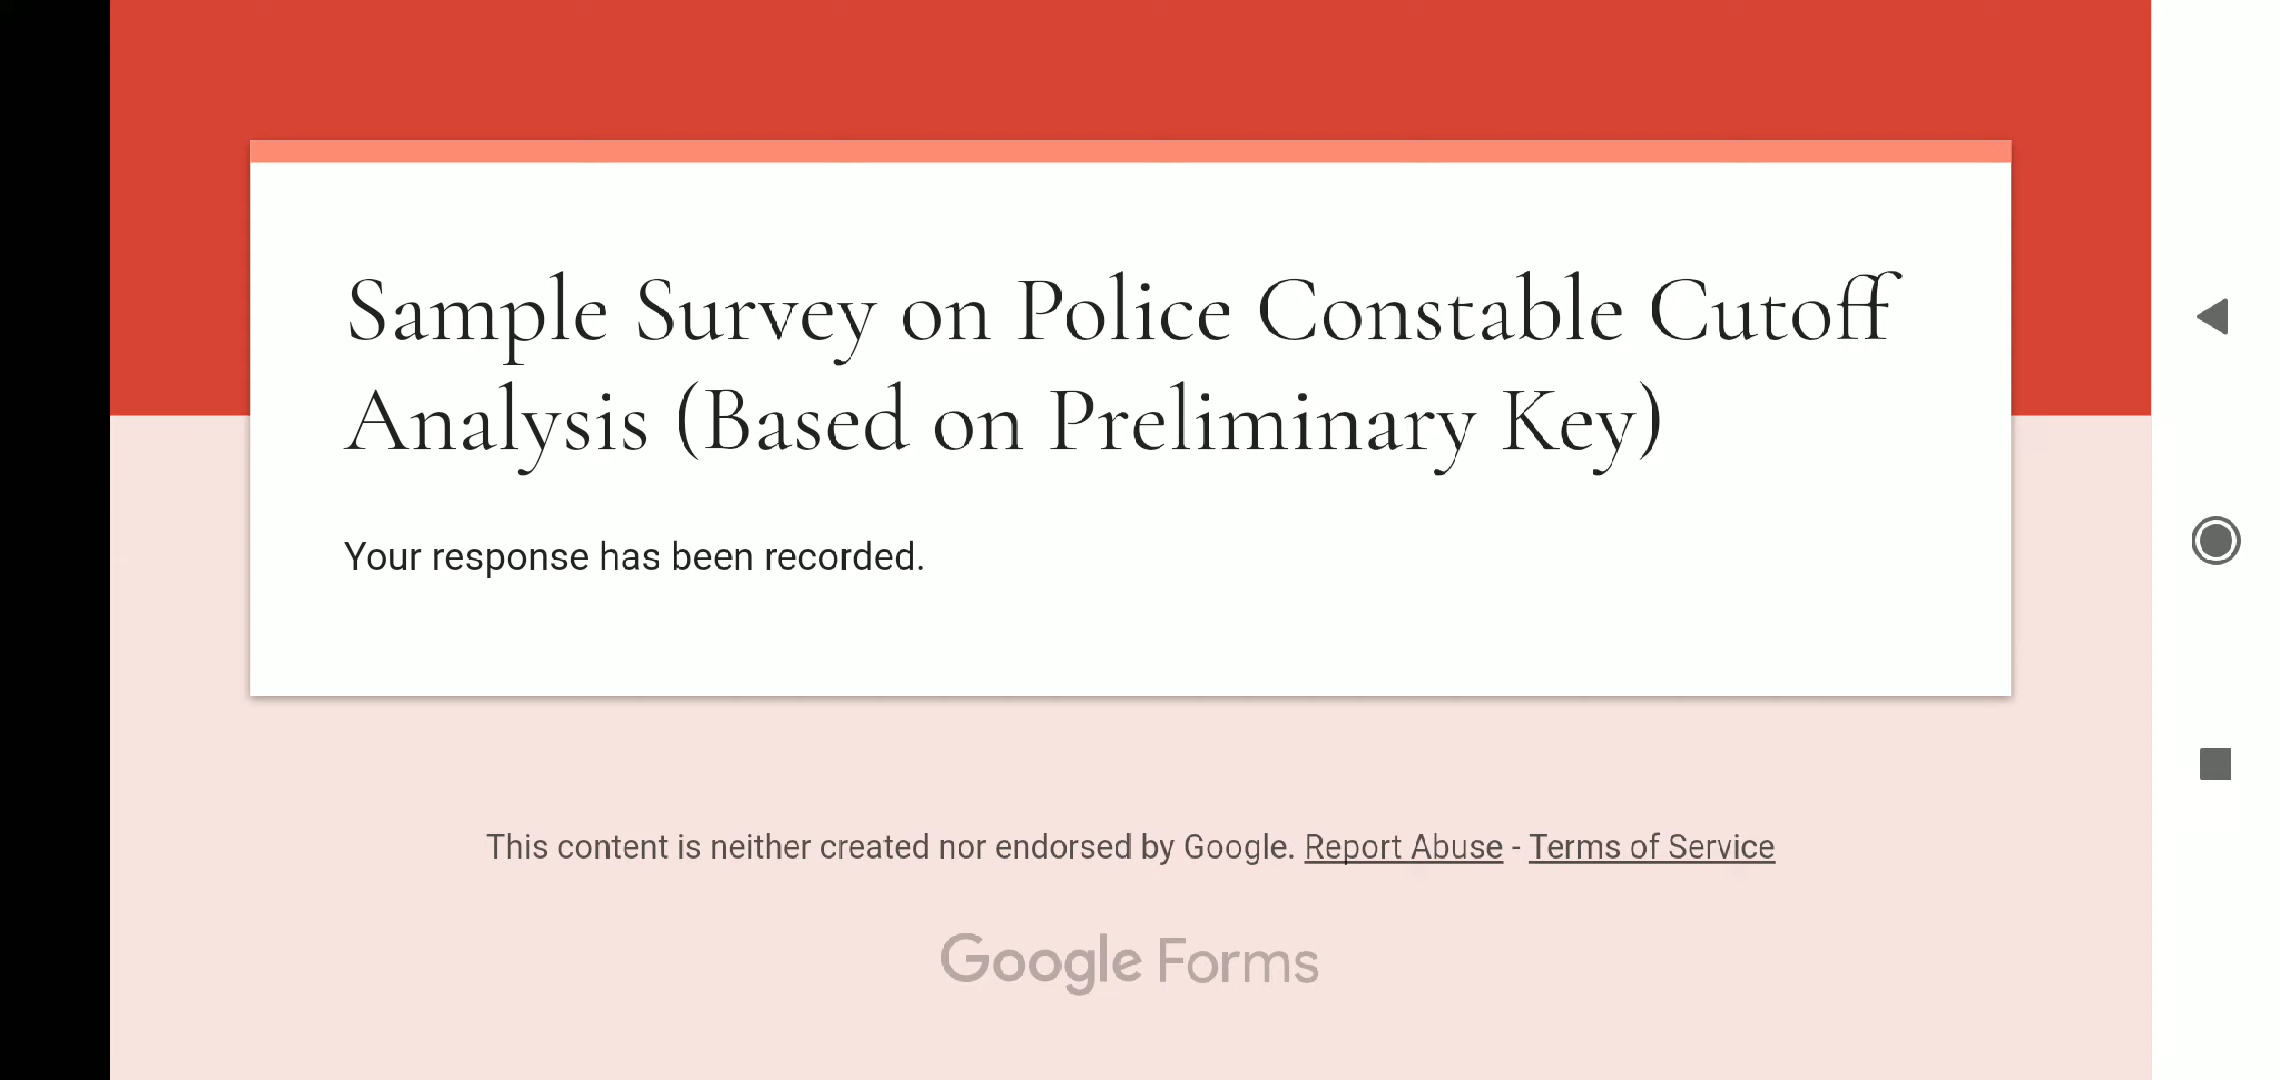 Sample Survey on Police Constable Cutoff
Analysis (Based on Preliminary Key)
Your response has been recorded.
This content is neither created nor endorsed by Google. Report Abuse - Terms of Service
Google Forms